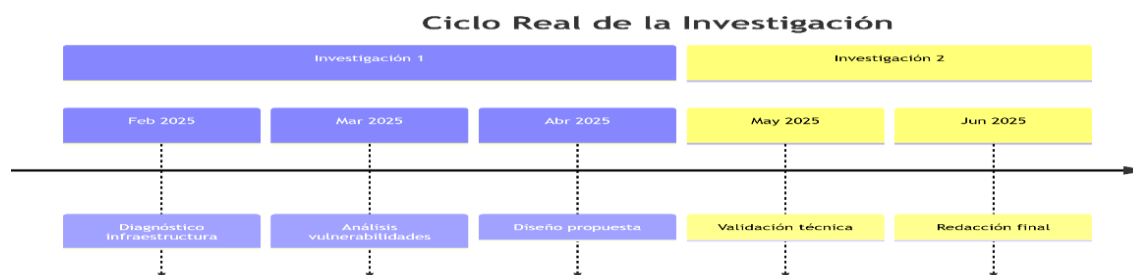 Ciclo Real de la Investigación
Investigación 1
Investigación 2
Feb 2025
Mar 2025
Abr 2025
May 2025
Jun 2025
Diagnóstico
infraestructura
Análisis
vulnerabilidades
Diseño propuesta
Validación técnica
Redacción final